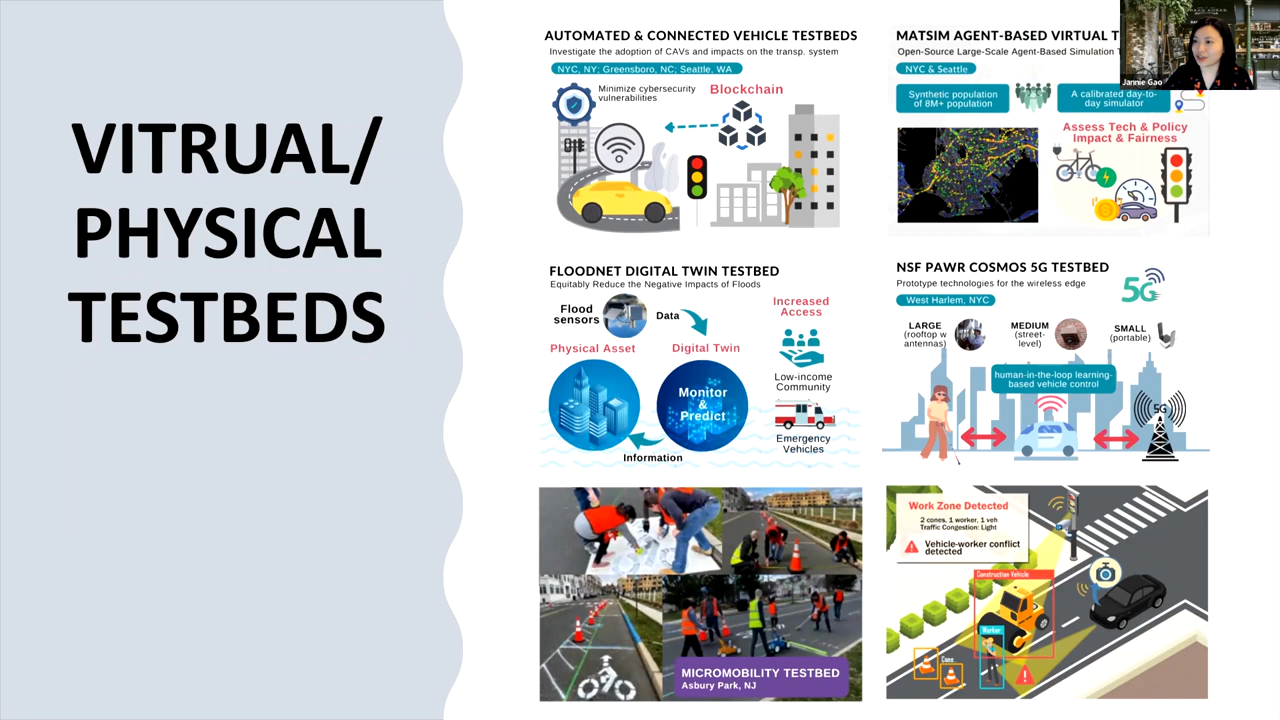 VITRUAL/
PHYSICAL
TESTBEDS
AUTOMATED & CONNECTED VEHICLE TESTBEDS
Investigate the adoption of CAVs and impacts on the transp. system
NYC, NY; Greensboro, NC; Seattle, WA
Minimize cybersecurity
vulnerabilities
Blockchain
MATSIM AGENT-BASED VIRTUAL T
Open-Source Large-Scale Agent-Based Simulation
NYC & Seattle
Synthetic population
of 8M+ population
A calibrated day-to-
day simulator
Assess Tech & Policy
Impact & Fairness
Jannie Gao
FLOODNET DIGITAL TWIN TESTBED
Equitably Reduce the Negative Impacts of Floods
Flood
sensors
Data
Physical Asset
Digital Twin
Monitor
&
Predict
Information
Increased
Access
Low-income
Community
Emergency
Vehicles
NSF PAWR COSMOS 5G TESTBED
Prototype technologies for the wireless edge
West Harlem, NYC
5G
LARGE
(rooftop w
antennas)
MEDIUM
(street-
level)
SMALL
(portable)
human-in-the-loop learning-
based vehicle control
5G
MICROMOBILITY TESTBED
Asbury Park, NJ
Work Zone Detected
2 cones, 1 worker, 1 veh
Traffic Congestion: Light
Vehicle-worker conflict
detected
Construction Vehicle
Worker
Cone